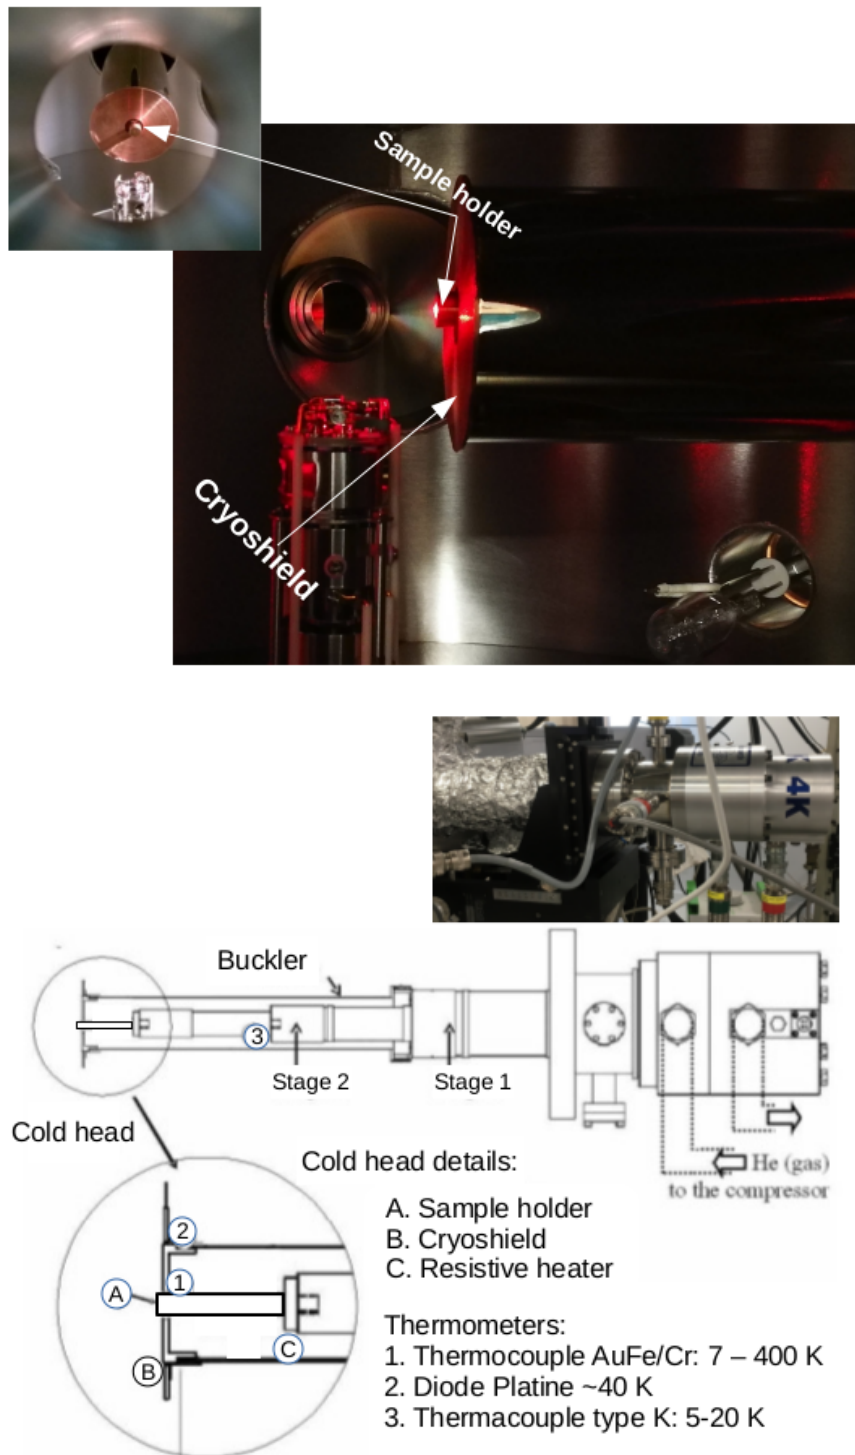 Sample holder
Cryoshield
4K
Buckler
3
Stage 2
Stage 1
Cold head
He (gas)
to the compressor
Cold head details:
A. Sample holder
B. Cryoshield
C. Resistive heater
2
1
A
B
C
Thermometers:
1. Thermocouple AuFe/Cr: 7 – 400 K
2. Diode Platine ~40 K
3. Thermacouple type K: 5-20 K